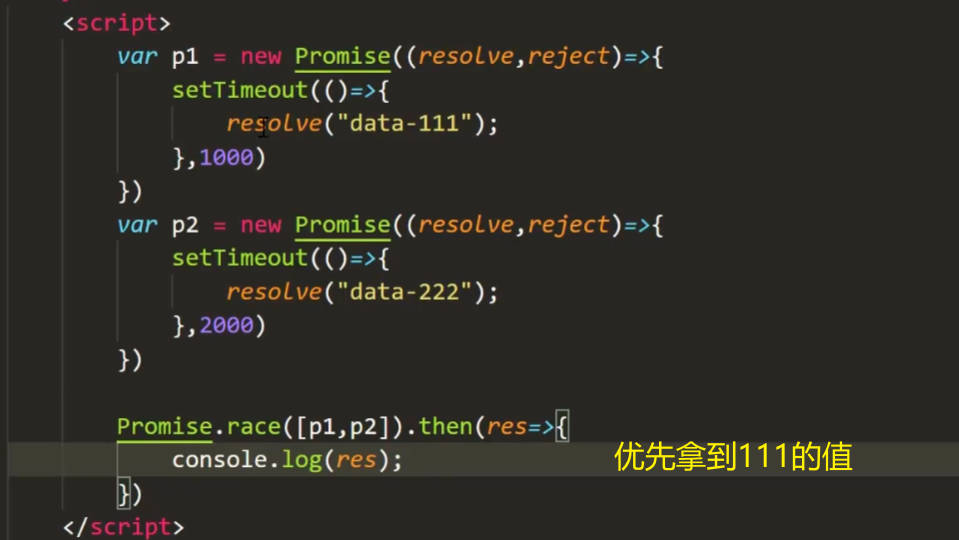 <script>
var p1 = new Promise((resolve,reject)=>{
setTimeout(()=>{
resolve("data-111");
},1000)
})
var p2 = new Promise((resolve,reject)=>{
setTimeout(()=>{
resolve("data-222");
},2000)
})
Promise.race([p1,p2]).then(res=>{
console.log(res); 优先拿到111的值
})
</script>